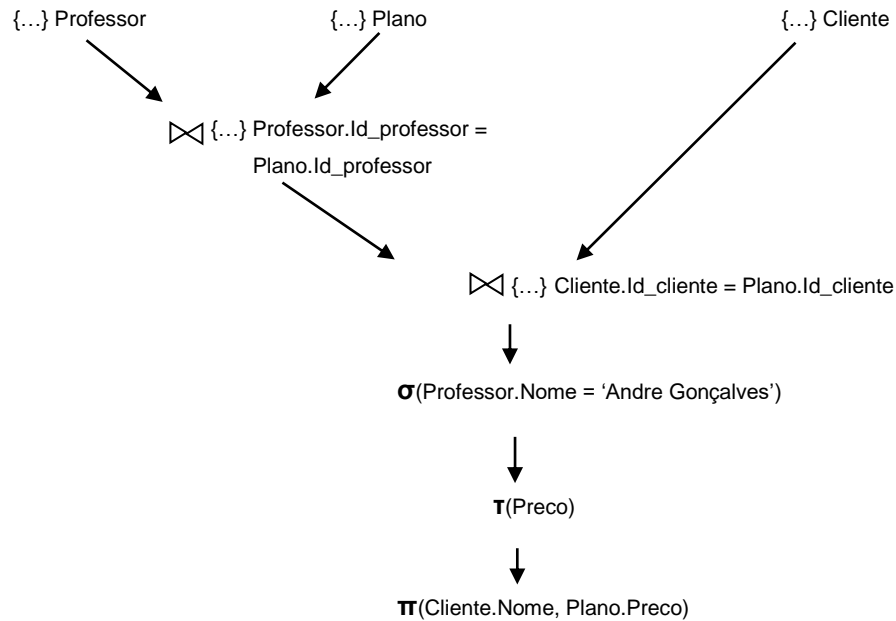 {…} Professor
{…} Plano
{…} Cliente
⋈ {…} Professor.Id_professor =
Plano.Id_professor
⋈ {…} Cliente.Id_cliente = Plano.Id_cliente
σ(Professor.Nome = ‘Andre Gonçalves’)
τ(Preco)
π(Cliente.Nome, Plano.Preco)